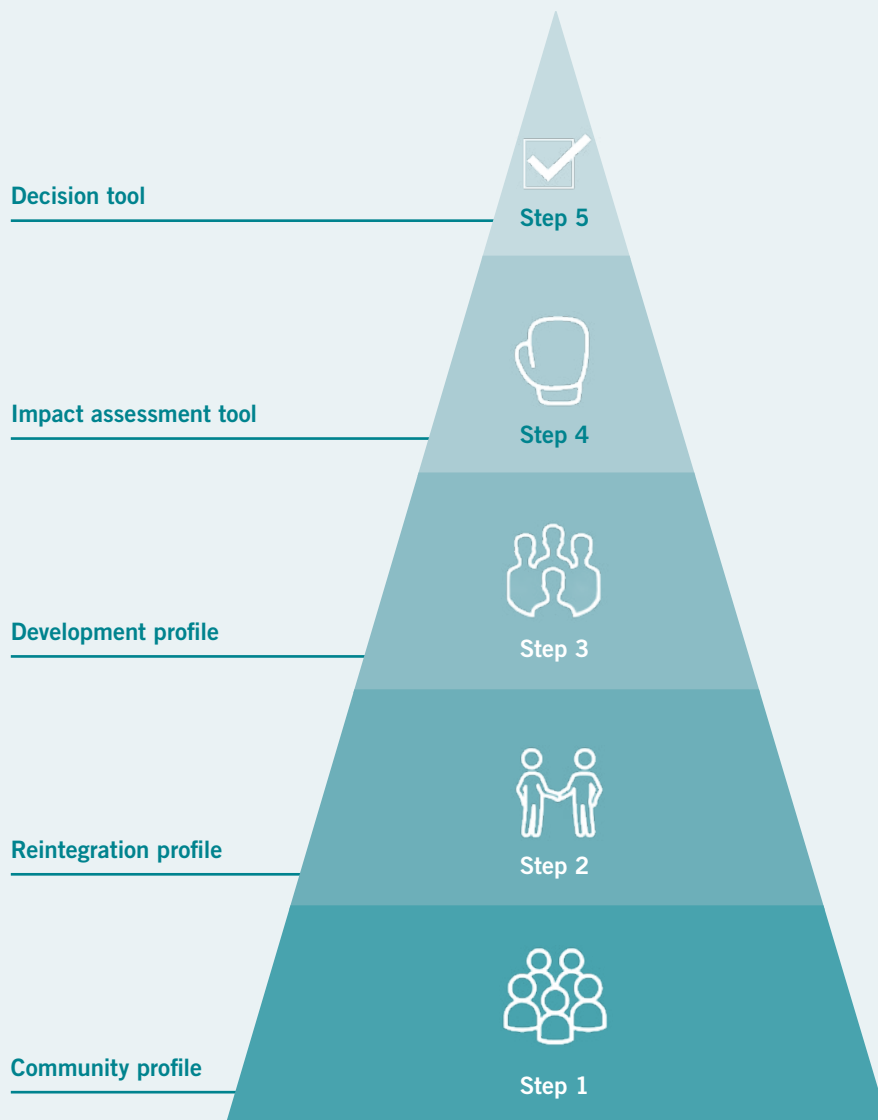 Decision tool
Step 5
Impact assessment tool
Step 4
Development profile
Step 3
Reintegration profile
Step 2
Community profile
Step 1